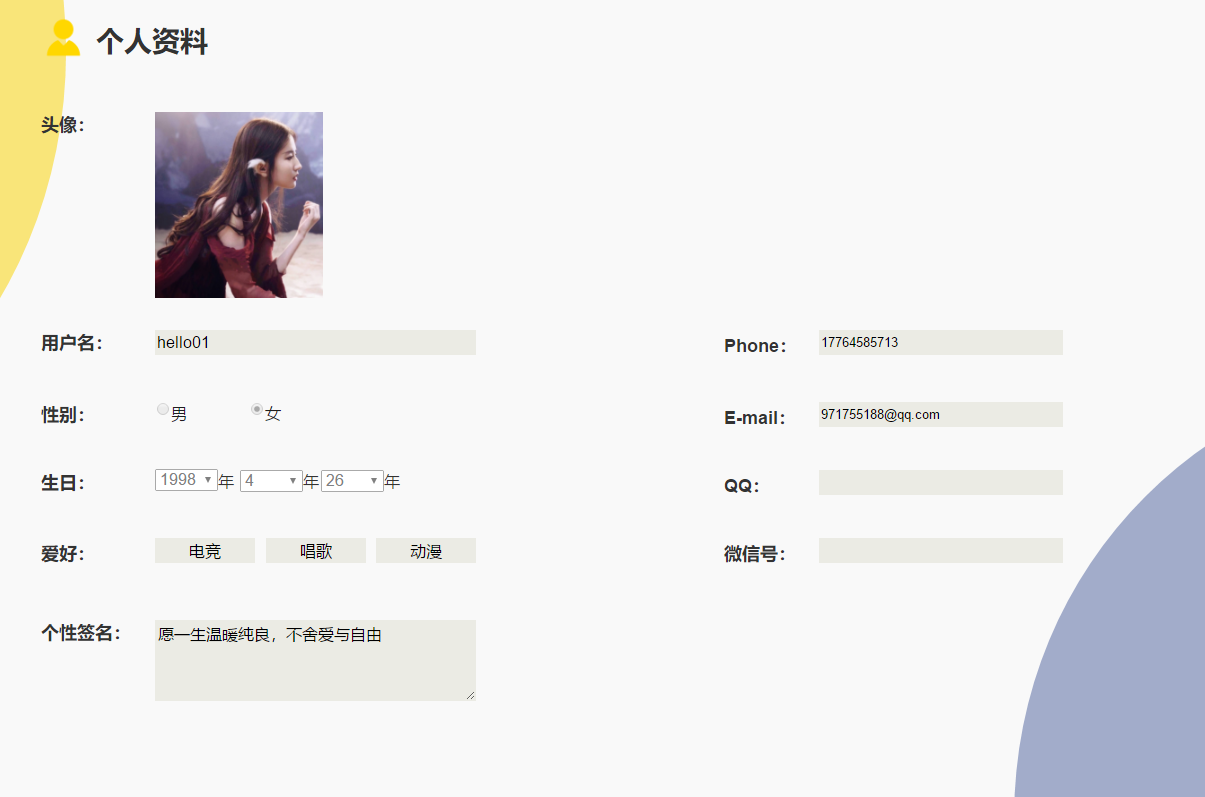 个人资料
头像：
用户名： hello01 Phone： 17764585713
性别： 男 女 E-mail： 971755188@qq.com
生日： 1998 年 4 年 26 年 QQ：
爱好： 电竞 唱歌 动漫 微信号：
个性签名： 愿一生温暖纯良，不舍爱与自由